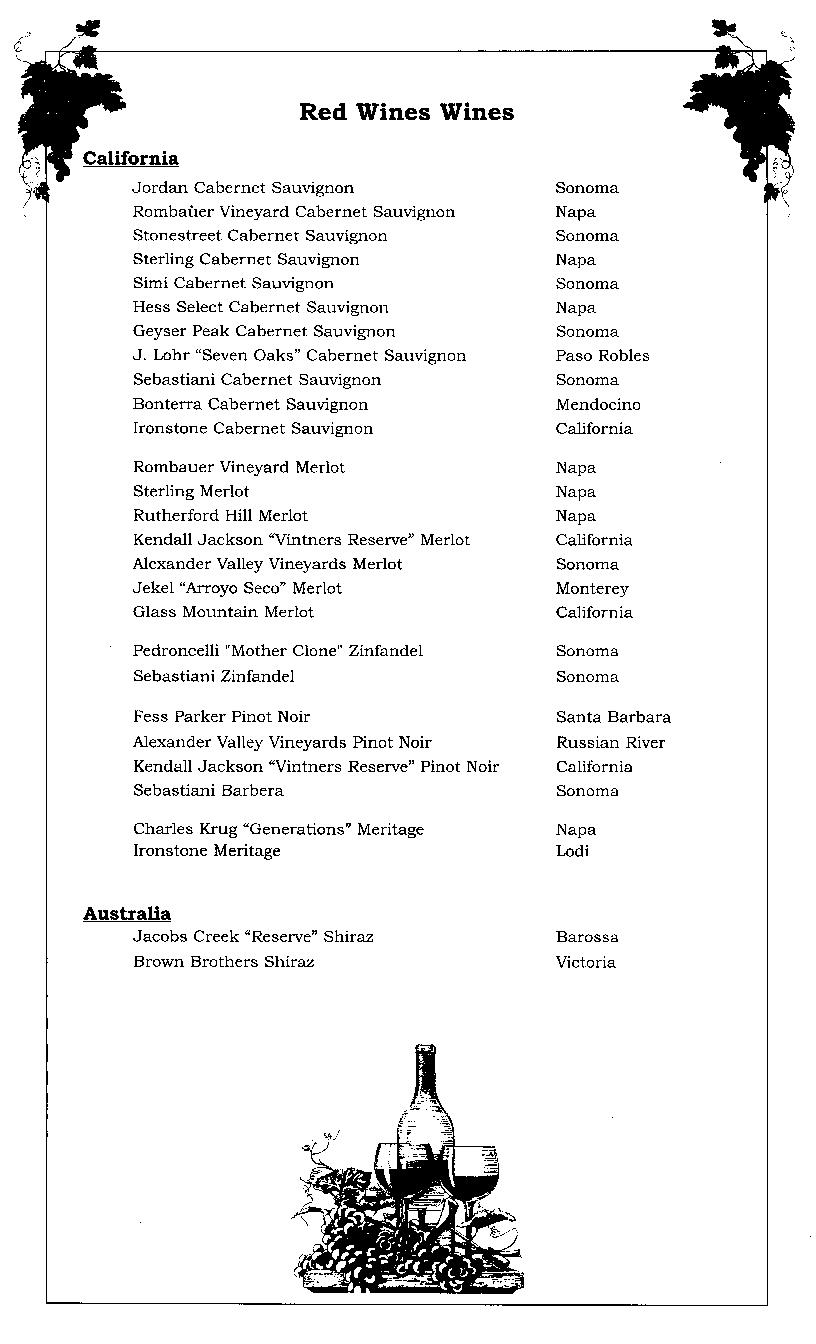 Red Wines Wines
California
Jordan Cabernet Sauvignon Sonoma
Rombauer Vineyard Cabernet Sauvignon Napa
Stonestreet Cabernet Sauvignon Sonoma
Sterling Cabernet Sauvignon Napa
Simi Cabernet Sauvignon Sonoma
Hess Select Cabernet Sauvignon Napa
Geyser Peak Cabernet Sauvignon Sonoma
J. Lohr “Seven Oaks” Cabernet Sauvignon Paso Robles
Sebastiani Cabernet Sauvignon Sonoma
Bonterra Cabernet Sauvignon Mendocino
Ironstone Cabernet Sauvignon California
Rombauer Vineyard Merlot Napa
Sterling Merlot Napa
Rutherford Hill Merlot Napa
Kendall Jackson “Vintners Reserve” Merlot California
Alexander Valley Vineyards Merlot Sonoma
Jekel “Arroyo Seco” Merlot Monterey
Glass Mountain Merlot California
Pedroncelli "Mother Clone" Zinfandel Sonoma
Sebastiani Zinfandel Sonoma
Fess Parker Pinot Noir Santa Barbara
Alexander Valley Vineyards Pinot Noir Russian River
Kendall Jackson “Vintners Reserve” Pinot Noir California
Sebastiani Barbera Sonoma
Charles Krug “Generations” Meritage Napa
Ironstone Meritage Lodi
Australia
Jacobs Creek “Reserve” Shiraz Barossa
Brown Brothers Shiraz Victoria